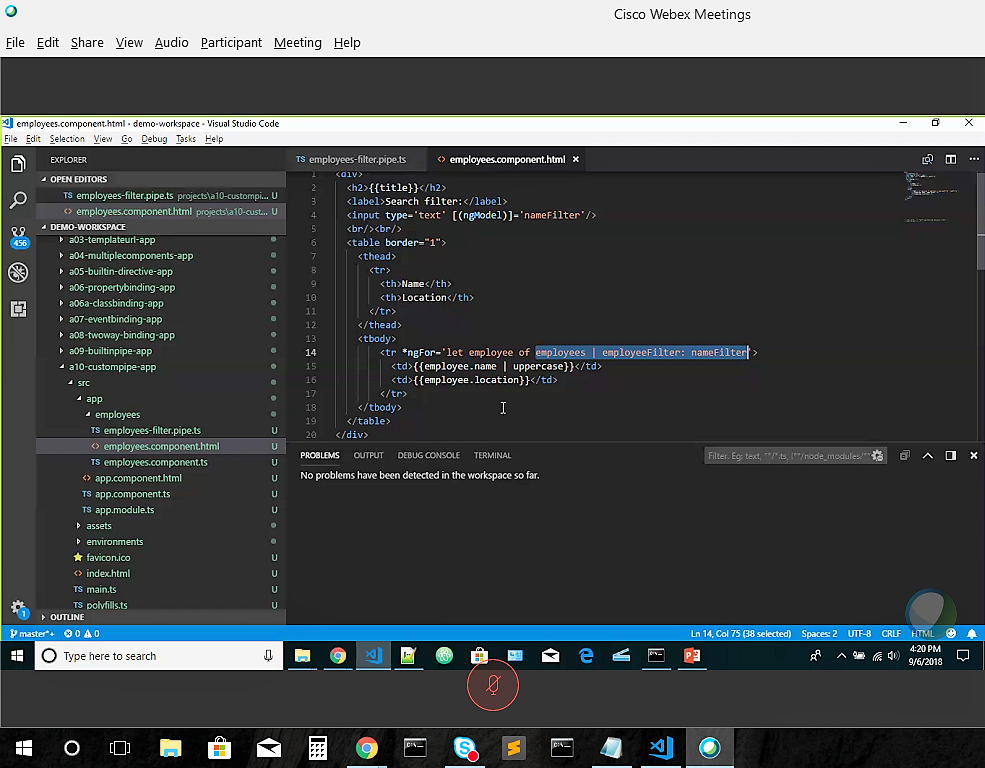 Cisco Webex Meetings
File Edit Share View Audio Participant Meeting Help
employees.component.html - demo-workspace - Visual Studio Code
File Edit Selection View Go Debug Tasks Help
EXPLORER
OPEN EDITORS
TS employees-filter.pipe.ts projects\a10-custompi... U
<> employees.component.html projects\a10-cust... U
DEMO-WORKSPACE
a03-templateurl-app
a04-multiplecomponents-app
a05-builtin-directive-app
a06-propertybinding-app
a06a-classbinding-app
a07-eventbinding-app
a08-twoway-binding-app
a09-builtinpipe-app
a10-custompipe-app
src
app
employees
TS employees-filter.pipe.ts U
<> employees.component.html U
TS employees.component.ts U
<> app.component.html U
TS app.component.ts U
TS app.module.ts U
assets
environments
favicon.ico U
<> index.html U
TS main.ts U
TS polyfills.ts U
OUTLINE
456
1
TS employees-filter.pipe.ts
<> employees.component.html ×
1 <div>
2 <h2>{{title}}</h2>
3 <label>Search filter:</label>
4 <input type='text' [(ngModel)]='nameFilter'/>
5 <br/><br/>
6 <table border="1">
7 <thead>
8 <tr>
9 <th>Name</th>
10 <th>Location</th>
11 </tr>
12 </thead>
13 <tbody>
14 <tr *ngFor='let employee of employees | employeeFilter: nameFilter'>
15 <td>{{employee.name | uppercase}}</td>
16 <td>{{employee.location}}</td>
17 </tr>
18 </tbody>
19 </table>
20 </div>
PROBLEMS OUTPUT DEBUG CONSOLE TERMINAL
Filter. Eg: text, **/*.ts, !**/node_modules/**
No problems have been detected in the workspace so far.
master*+ 0 0
Ln 14, Col 75 (38 selected) Spaces: 2 UTF-8 CRLF HTML
Type here to search
4:20 PM
9/6/2018